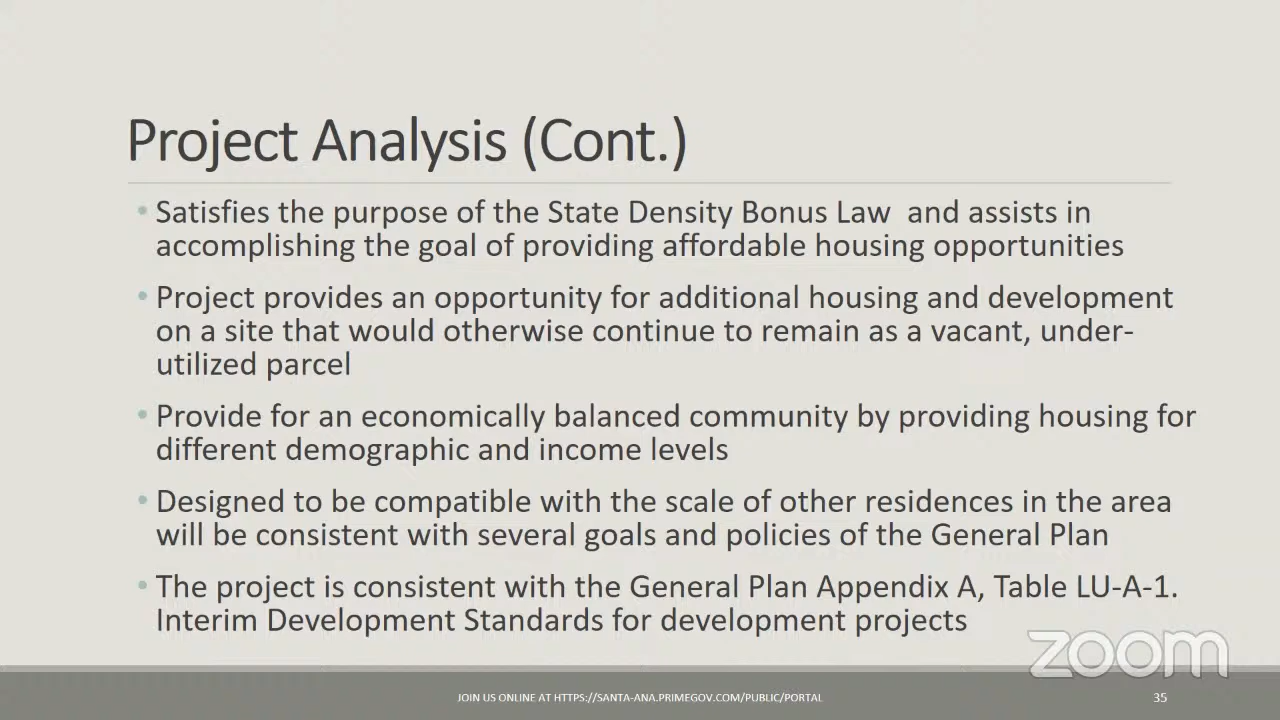 Project Analysis (Cont.)
• Satisfies the purpose of the State Density Bonus Law and assists in
accomplishing the goal of providing affordable housing opportunities
• Project provides an opportunity for additional housing and development
on a site that would otherwise continue to remain as a vacant, under-
utilized parcel
• Provide for an economically balanced community by providing housing for
different demographic and income levels
• Designed to be compatible with the scale of other residences in the area
will be consistent with several goals and policies of the General Plan
• The project is consistent with the General Plan Appendix A, Table LU-A-1.
Interim Development Standards for development projects
zoom
JOIN US ONLINE AT HTTPS://SANTA-ANA.PRIMEGOV.COM/PUBLIC/PORTAL
35